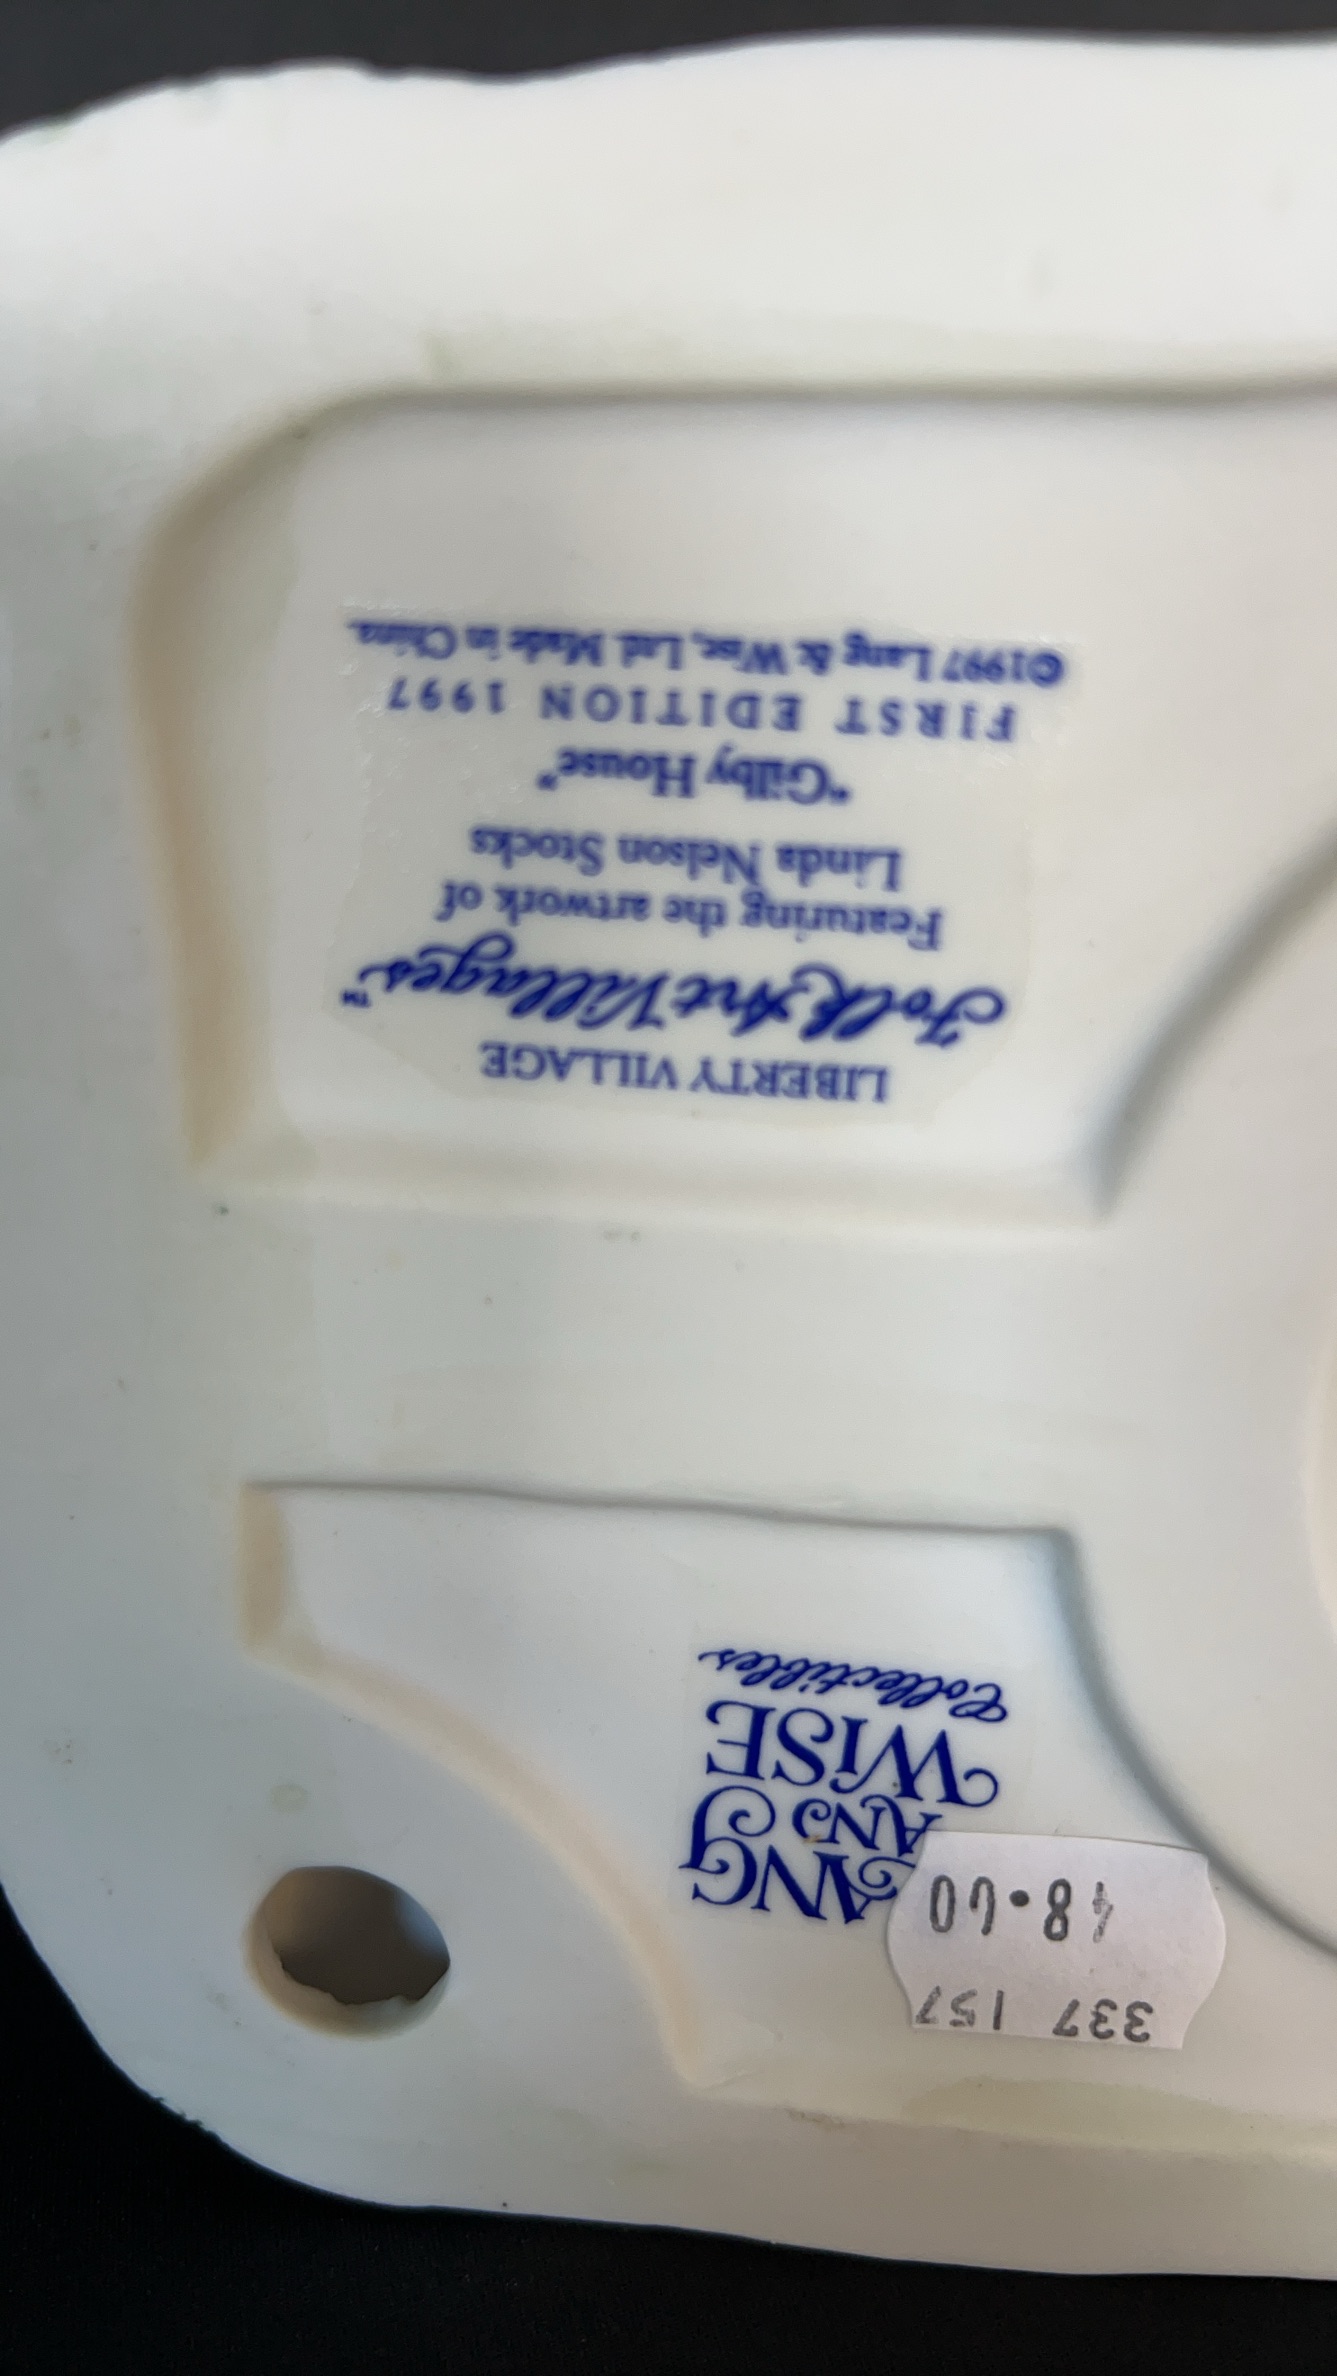 337 157
48•00
ANG
AND
WISE
Collectibles
LIBERTY VILLAGE
Folk Art Villages™
Featuring the artwork of
Linda Nelson Stocks
"Gilby House"
FIRST EDITION 1997
©1997 Lang & Wise, Ltd. Made in China.